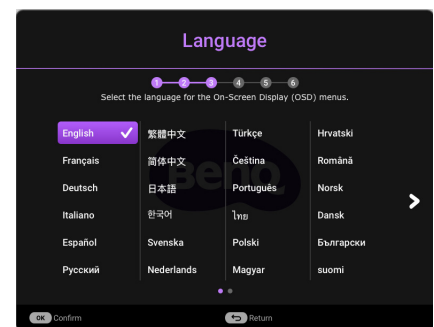 Language
1 2 3 4 5 6
Select the language for the On-Screen Display (OSD) menus.
English 繁體中文 Türkçe Hrvatski
Français 简体中文 Čeština Română
Deutsch 日本語 Português Norsk
Italiano 한국어 ไทย Dansk
Español Svenska Polski Български
Русский Nederlands Magyar suomi
BenQ
OK Confirm Return